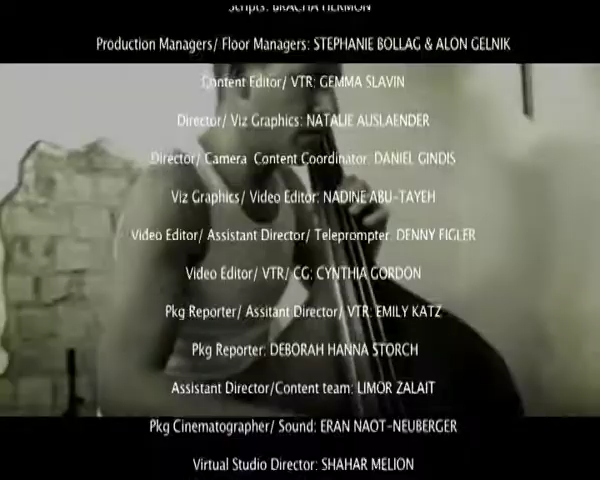 Scripts: BRACHA HERMON
Production Managers/ Floor Managers: STEPHANIE BOLLAG & ALON GELNIK
Content Editor/ VTR: GEMMA SLAVIN
Director/ Viz Graphics: NATALIE AUSLAENDER
Director/ Camera Content Coordinator: DANIEL GINDIS
Viz Graphics/ Video Editor: NADINE ABU-TAYEH
Video Editor/ Assistant Director/ Teleprompter: DENNY FIGLER
Video Editor/ VTR/ CG: CYNTHIA GORDON
Pkg Reporter/ Assitant Director/ VTR: EMILY KATZ
Pkg Reporter: DEBORAH HANNA STORCH
Assistant Director/Content team: LIMOR ZALAIT
Pkg Cinematographer/ Sound: ERAN NAOT-NEUBERGER
Virtual Studio Director: SHAHAR MELION